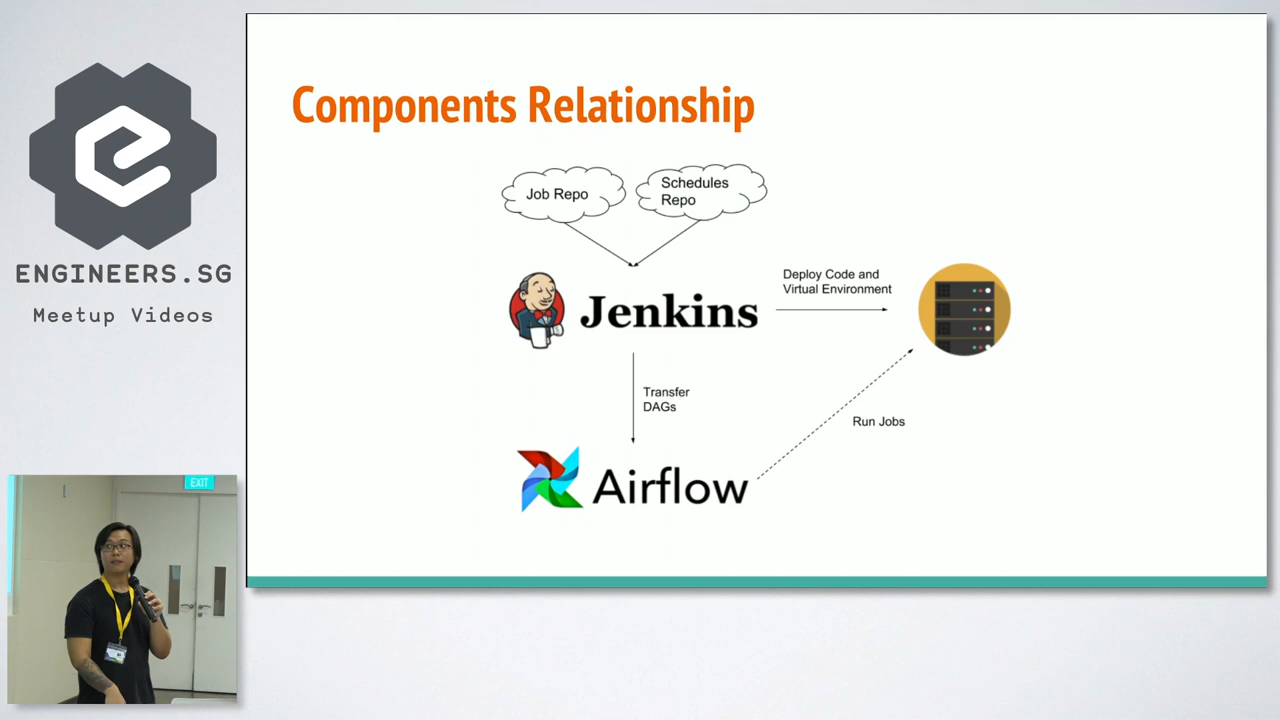 ENGINEERS.SG
Meetup Videos
EXIT
Components Relationship
Job Repo
Schedules
Repo
Jenkins
Deploy Code and
Virtual Environment
Transfer
DAGs
Run Jobs
Airflow